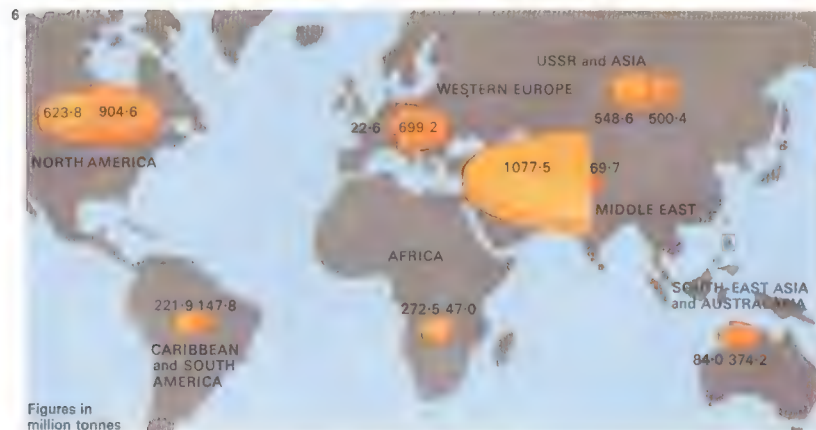 6
USSR and ASIA
WESTERN EUROPE
623·8 904·6
548·6 500·4
22·6 699·2
NORTH AMERICA
1077·5 69·7
MIDDLE EAST
AFRICA
SOUTH-EAST ASIA
and AUSTRALASIA
221·9 147·8
272·5 47·0
CARIBBEAN
and SOUTH
AMERICA
84·0 374·2
Figures in
million tonnes